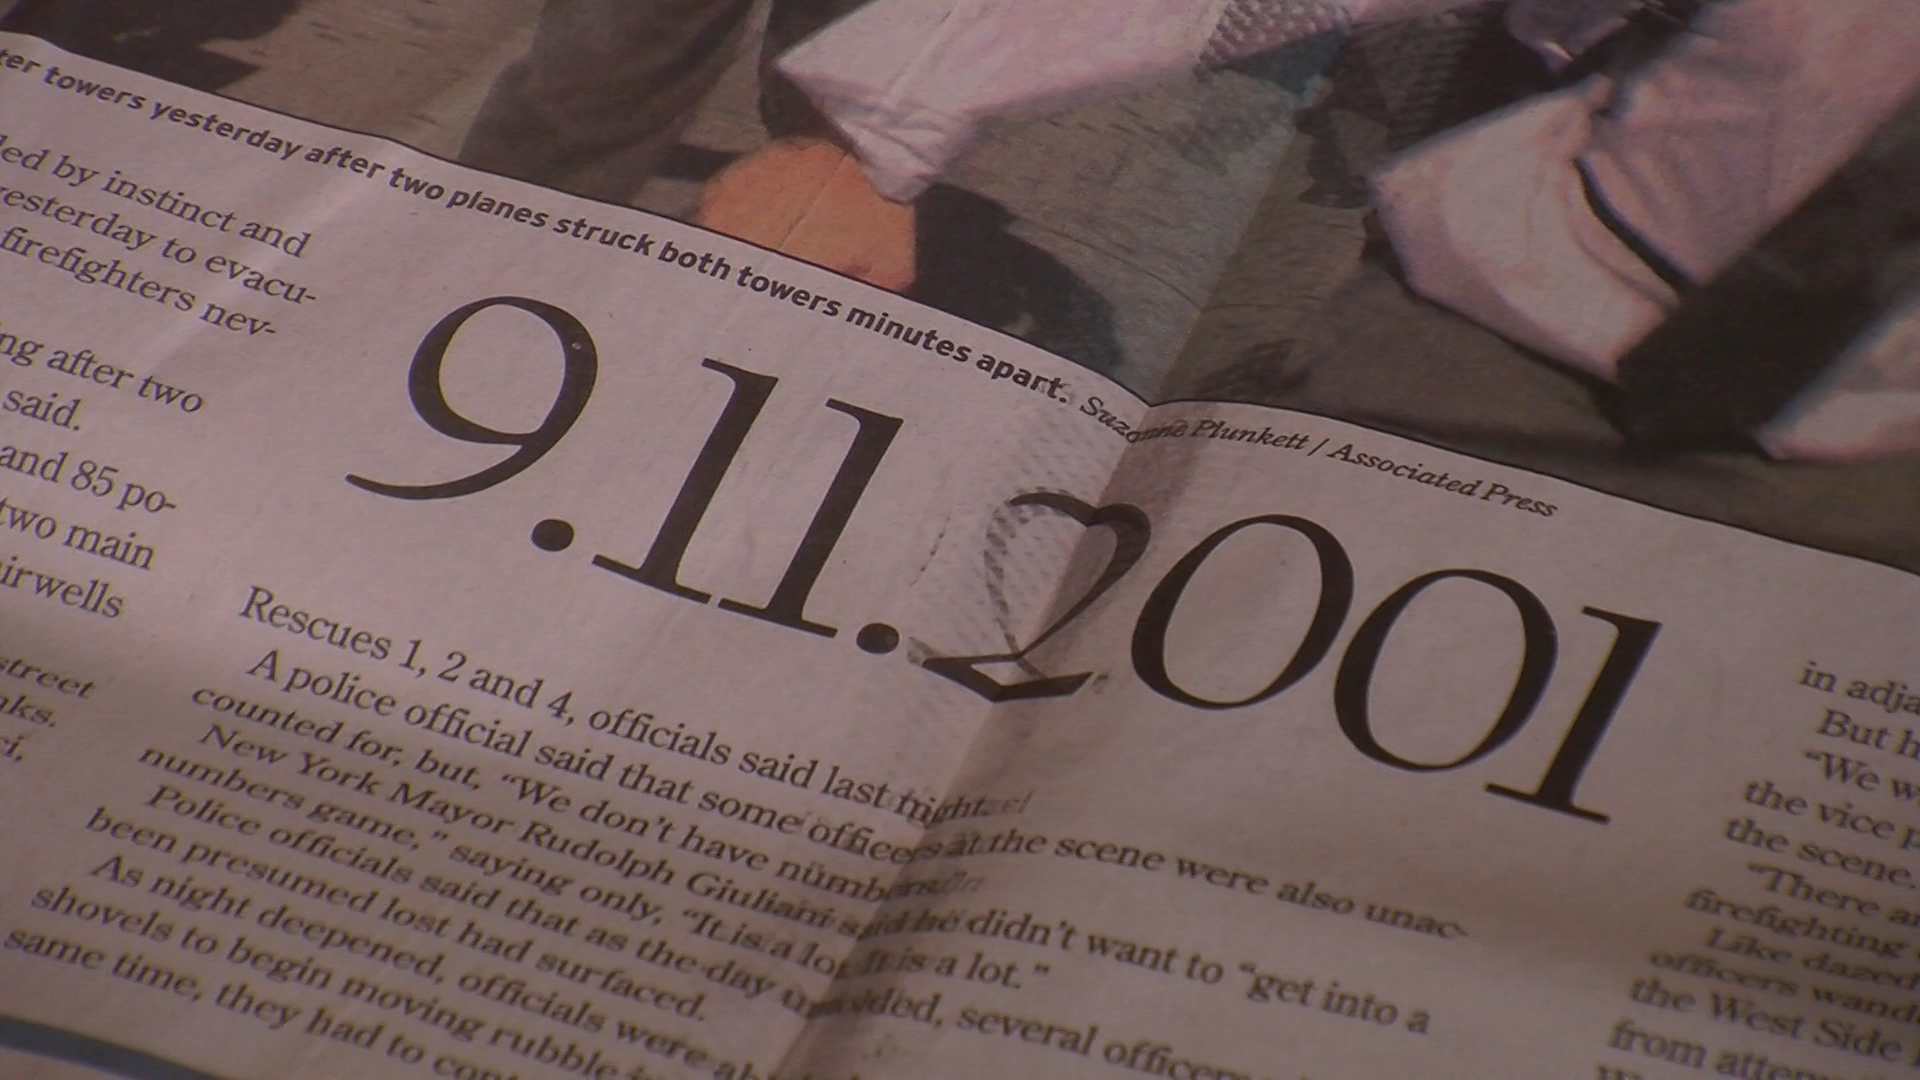 ter towers yesterday after two planes struck both towers minutes apart. Suzanne Plunkett / Associated Press
led by instinct and
yesterday to evacu-
firefighters nev-
ng after two
said.
and 85 po-
two main
airwells
street
nks.
ci,
9.11.2001
Rescues 1, 2 and 4, officials said last night.
A police official said that some officers at the scene were also unac-
counted for, but, “We don’t have numbers.”
New York Mayor Rudolph Giuliani said he didn’t want to “get into a
numbers game,” saying only, “It is a lot. It is a lot.”
Police officials said that as the day unfolded, several officers
been presumed lost had surfaced.
As night deepened, officials were
shovels to begin moving rubble
same time, they had to
in adja
But h
“We w
the vice p
the scene.
“There a
firefighting
Like dazed
officers wand
the West Side
from attem